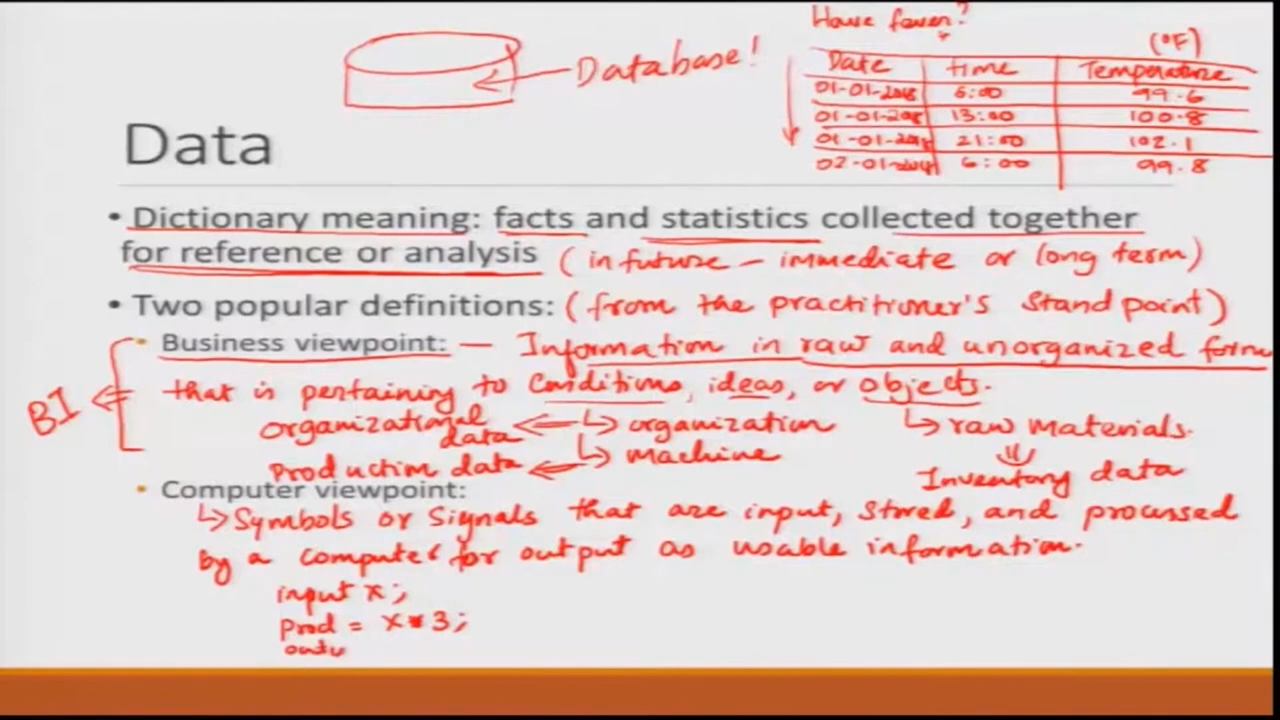 Have fever?
(°F)
Database!
Date time Temperature
01-01-2018 6:00 99.6
01-01-2018 13:00 100.8
01-01-2018 21:00 102.1
02-01-2018 6:00 99.8
Data
• Dictionary meaning: facts and statistics collected together
for reference or analysis (in future - immediate or long term)
• Two popular definitions: (from the practitioner's standpoint)
• Business viewpoint: - Information in raw and unorganized form
that is pertaining to conditions, ideas, or objects.
BI
organizational data ← ↳ organization ↳ raw materials.
Production data ← ↳ machine Inventory data
• Computer viewpoint:
↳ Symbols or Signals that are input, stored, and processed
by a computer for output as usable information.
input x;
prod = x * 3;
outu